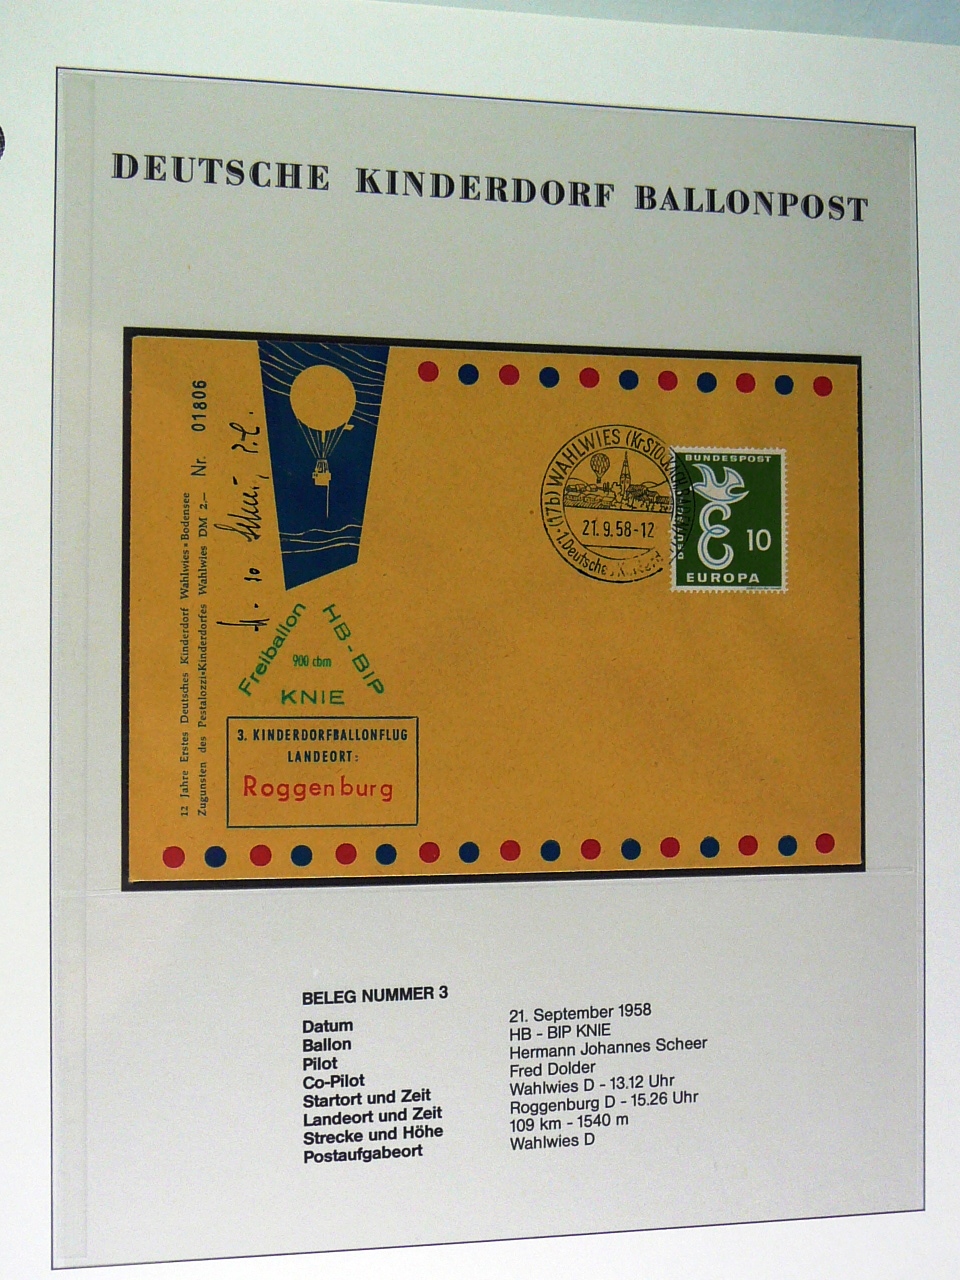 DEUTSCHE KINDERDORF BALLONPOST
12 Jahre Erstes Deutsches Kinderdorf Wahlwies-Bodensee
Zugunsten des Pestalozzi-Kinderdorfes Wahlwies DM 2.— Nr. 01806
Freiballon
HB-BIP
900 cbm
KNIE
3. KINDERDORFBALLONFLUG
LANDEORT:
Roggenburg
(17b) WAHLWIES
21.9.58-12
1. Deutsches
BUNDESPOST
DEUTSCHE
10
EUROPA
BELEG NUMMER 3
Datum 21. September 1958
Ballon HB - BIP KNIE
Pilot Hermann Johannes Scheer
Co-Pilot Fred Dolder
Startort und Zeit Wahlwies D - 13.12 Uhr
Landeort und Zeit Roggenburg D - 15.26 Uhr
Strecke und Höhe 109 km - 1540 m
Postaufgabeort Wahlwies D